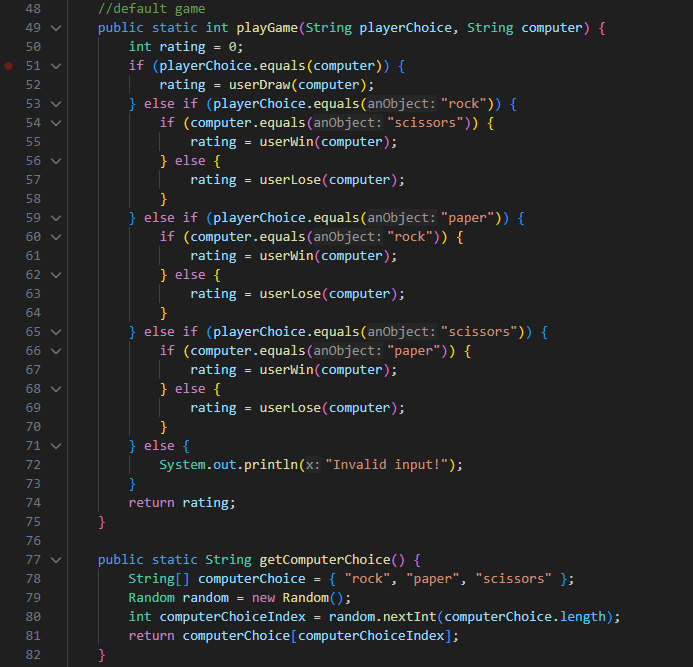 48 //default game
49 public static int playGame(String playerChoice, String computer) {
50 int rating = 0;
51 if (playerChoice.equals(computer)) {
52 rating = userDraw(computer);
53 } else if (playerChoice.equals(anObject: "rock")) {
54 if (computer.equals(anObject: "scissors")) {
55 rating = userWin(computer);
56 } else {
57 rating = userLose(computer);
58 }
59 } else if (playerChoice.equals(anObject: "paper")) {
60 if (computer.equals(anObject: "rock")) {
61 rating = userWin(computer);
62 } else {
63 rating = userLose(computer);
64 }
65 } else if (playerChoice.equals(anObject: "scissors")) {
66 if (computer.equals(anObject: "paper")) {
67 rating = userWin(computer);
68 } else {
69 rating = userLose(computer);
70 }
71 } else {
72 System.out.println(x: "Invalid input!");
73 }
74 return rating;
75 }
76
77 public static String getComputerChoice() {
78 String[] computerChoice = { "rock", "paper", "scissors" };
79 Random random = new Random();
80 int computerChoiceIndex = random.nextInt(computerChoice.length);
81 return computerChoice[computerChoiceIndex];
82 }